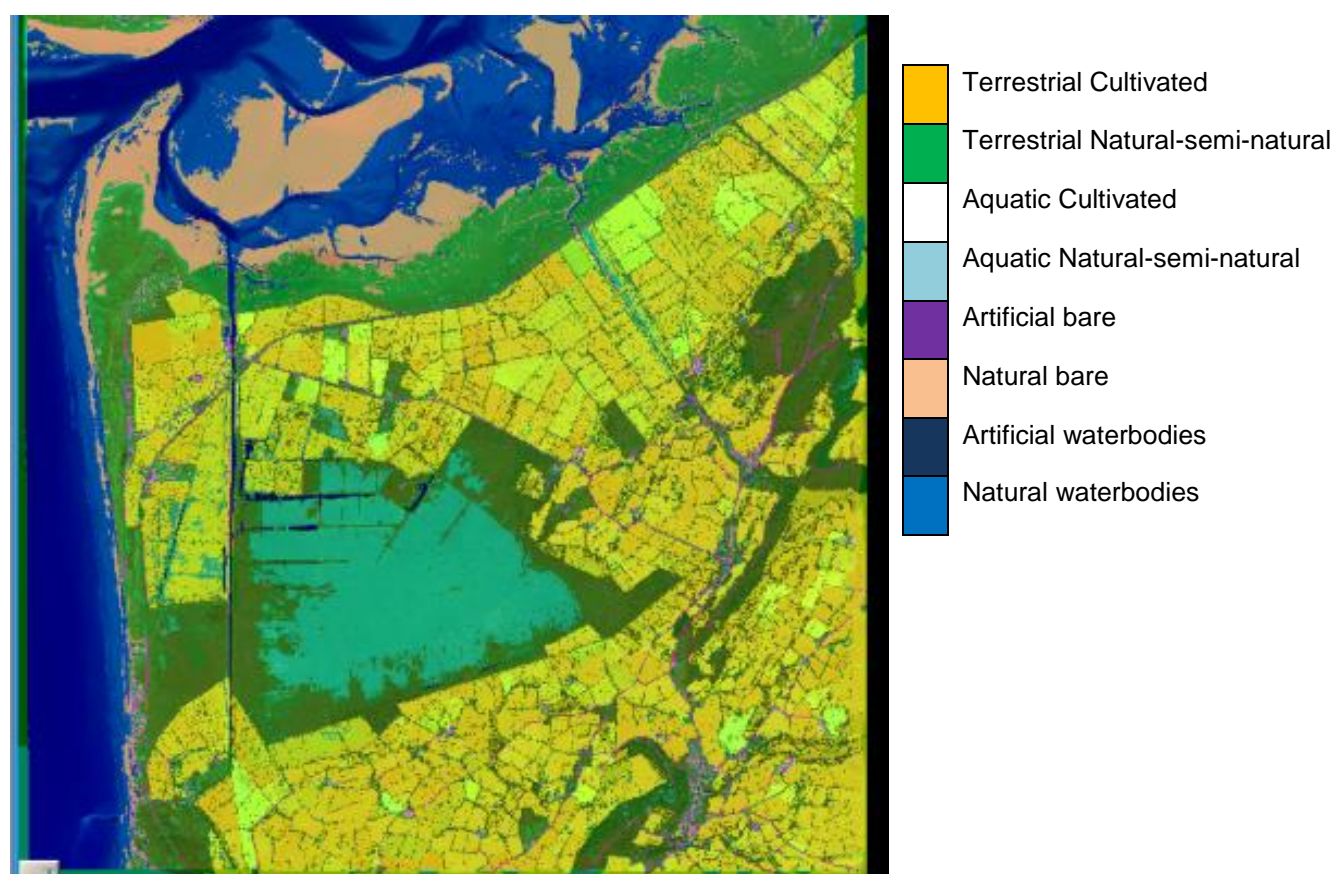 Terrestrial Cultivated
Terrestrial Natural-semi-natural
Aquatic Cultivated
Aquatic Natural-semi-natural
Artificial bare
Natural bare
Artificial waterbodies
Natural waterbodies